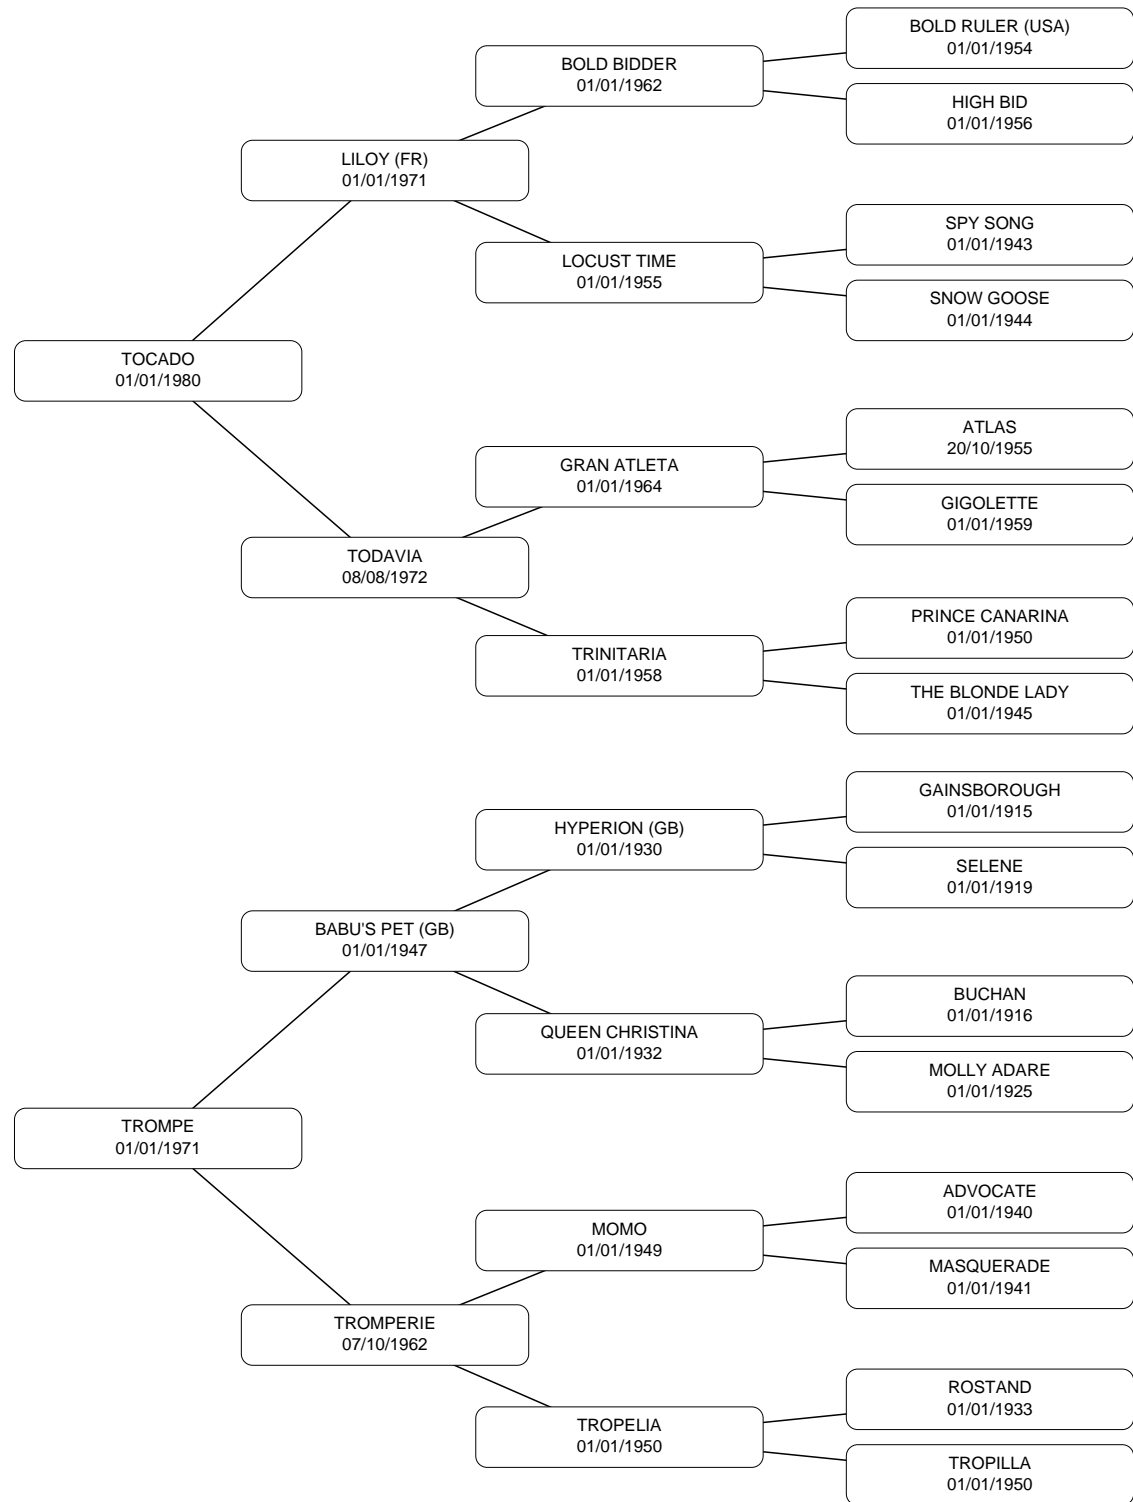 BOLD RULER (USA)
01/01/1954
BOLD BIDDER
01/01/1962
HIGH BID
01/01/1956
LILOY (FR)
01/01/1971
SPY SONG
01/01/1943
LOCUST TIME
01/01/1955
SNOW GOOSE
01/01/1944
TOCADO
01/01/1980
ATLAS
20/10/1955
GRAN ATLETA
01/01/1964
GIGOLETTE
01/01/1959
TODAVIA
08/08/1972
PRINCE CANARINA
01/01/1950
TRINITARIA
01/01/1958
THE BLONDE LADY
01/01/1945
GAINSBOROUGH
01/01/1915
HYPERION (GB)
01/01/1930
SELENE
01/01/1919
BABU'S PET (GB)
01/01/1947
BUCHAN
01/01/1916
QUEEN CHRISTINA
01/01/1932
MOLLY ADARE
01/01/1925
TROMPE
01/01/1971
ADVOCATE
01/01/1940
MOMO
01/01/1949
MASQUERADE
01/01/1941
TROMPERIE
07/10/1962
ROSTAND
01/01/1933
TROPELIA
01/01/1950
TROPILLA
01/01/1950